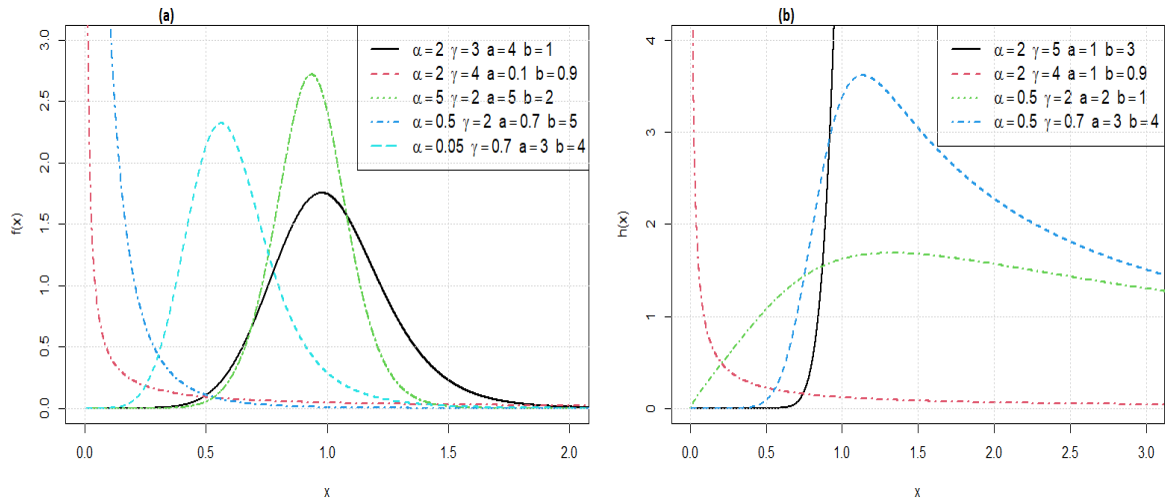 (a)
α = 2 γ = 3 a = 4 b = 1
α = 2 γ = 4 a = 0.1 b = 0.9
α = 5 γ = 2 a = 5 b = 2
α = 0.5 γ = 2 a = 0.7 b = 5
α = 0.05 γ = 0.7 a = 3 b = 4
f(x)
3.0
2.5
2.0
1.5
1.0
0.5
0.0
0.0 0.5 1.0 1.5 2.0
x
(b)
α = 2 γ = 5 a = 1 b = 3
α = 2 γ = 4 a = 1 b = 0.9
α = 0.5 γ = 2 a = 2 b = 1
α = 0.5 γ = 0.7 a = 3 b = 4
h(x)
4
3
2
1
0
0.0 0.5 1.0 1.5 2.0 2.5 3.0
x